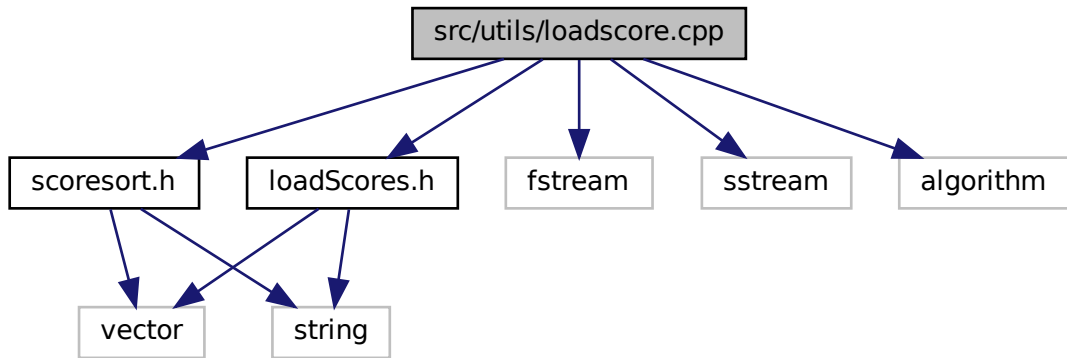 src/utils/loadscore.cpp
scoresort.h
loadScores.h
fstream
sstream
algorithm
vector
string